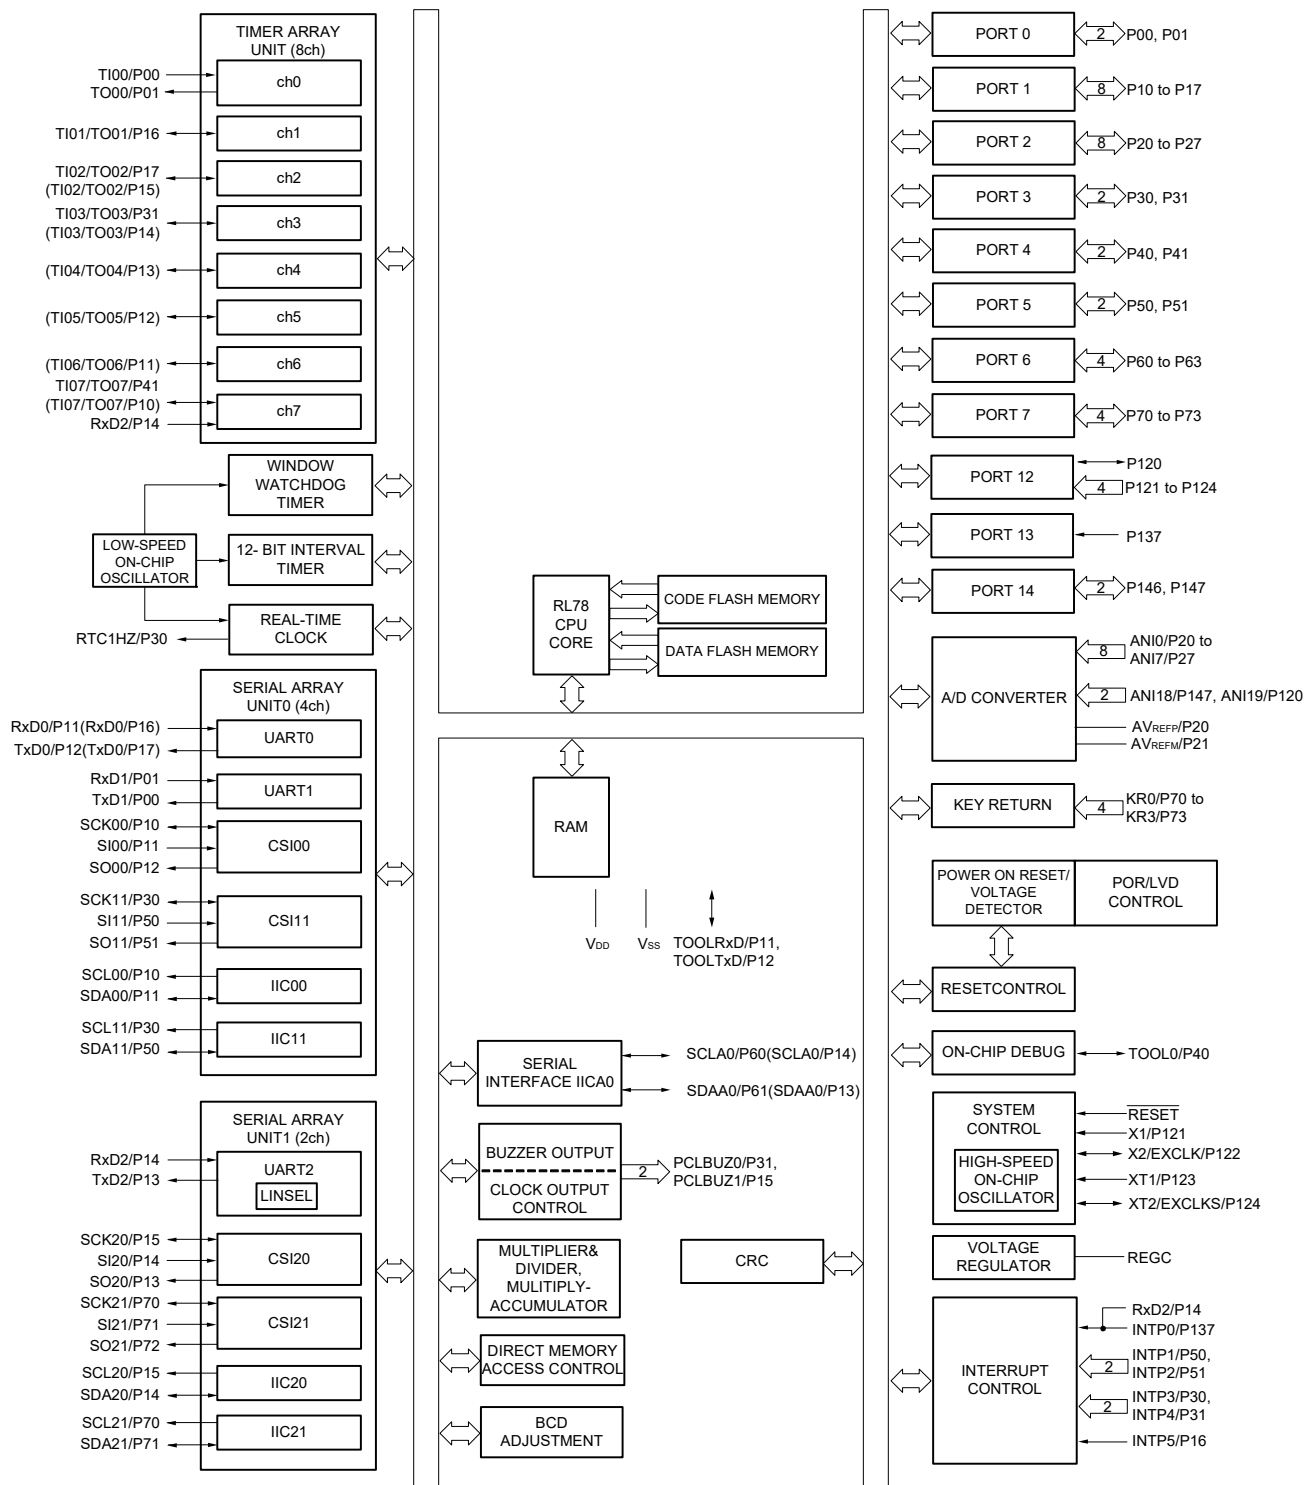 TIMER ARRAY
UNIT (8ch)
TI00/P00
TO00/P01
ch0
TI01/TO01/P16
ch1
TI02/TO02/P17
(TI02/TO02/P15)
ch2
TI03/TO03/P31
(TI03/TO03/P14)
ch3
(TI04/TO04/P13)
ch4
(TI05/TO05/P12)
ch5
(TI06/TO06/P11)
ch6
TI07/TO07/P41
(TI07/TO07/P10)
RxD2/P14
ch7
WINDOW
WATCHDOG
TIMER
LOW-SPEED
ON-CHIP
OSCILLATOR
12- BIT INTERVAL
TIMER
REAL-TIME
CLOCK
RTC1HZ/P30
SERIAL ARRAY
UNIT0 (4ch)
RxD0/P11(RxD0/P16)
TxD0/P12(TxD0/P17)
UART0
RxD1/P01
TxD1/P00
UART1
SCK00/P10
SI00/P11
SO00/P12
CSI00
SCK11/P30
SI11/P50
SO11/P51
CSI11
SCL00/P10
SDA00/P11
IIC00
SCL11/P30
SDA11/P50
IIC11
SERIAL ARRAY
UNIT1 (2ch)
RxD2/P14
TxD2/P13
UART2
LINSEL
SCK20/P15
SI20/P14
SO20/P13
CSI20
SCK21/P70
SI21/P71
SO21/P72
CSI21
SCL20/P15
SDA20/P14
IIC20
SCL21/P70
SDA21/P71
IIC21
RL78
CPU
CORE
CODE FLASH MEMORY
DATA FLASH MEMORY
RAM
VDD
VSS
TOOLRxD/P11,
TOOLTxD/P12
SERIAL
INTERFACE IICA0
SCLA0/P60(SCLA0/P14)
SDAA0/P61(SDAA0/P13)
BUZZER OUTPUT
CLOCK OUTPUT
CONTROL
2
PCLBUZ0/P31,
PCLBUZ1/P15
MULTIPLIER&
DIVIDER,
MULITIPLY-
ACCUMULATOR
CRC
DIRECT MEMORY
ACCESS CONTROL
BCD
ADJUSTMENT
PORT 0
2
P00, P01
PORT 1
8
P10 to P17
PORT 2
8
P20 to P27
PORT 3
2
P30, P31
PORT 4
2
P40, P41
PORT 5
2
P50, P51
PORT 6
4
P60 to P63
PORT 7
4
P70 to P73
PORT 12
P120
4
P121 to P124
PORT 13
P137
PORT 14
2
P146, P147
A/D CONVERTER
8
ANI0/P20 to
ANI7/P27
2
ANI18/P147, ANI19/P120
AVREFP/P20
AVREFM/P21
KEY RETURN
4
KR0/P70 to
KR3/P73
POWER ON RESET/
VOLTAGE
DETECTOR
POR/LVD
CONTROL
RESETCONTROL
ON-CHIP DEBUG
TOOL0/P40
SYSTEM
CONTROL
HIGH-SPEED
ON-CHIP
OSCILLATOR
RESET
X1/P121
X2/EXCLK/P122
XT1/P123
XT2/EXCLKS/P124
VOLTAGE
REGULATOR
REGC
INTERRUPT
CONTROL
RxD2/P14
INTP0/P137
2
INTP1/P50,
INTP2/P51
2
INTP3/P30,
INTP4/P31
INTP5/P16